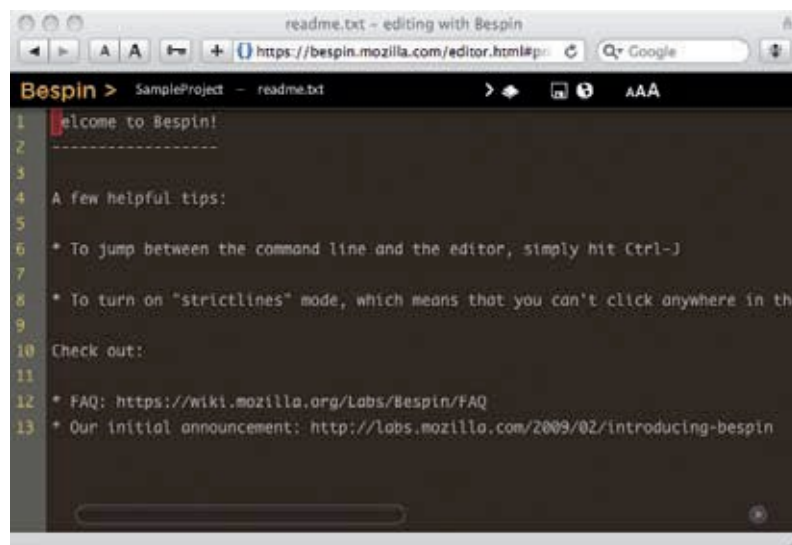 readme.txt – editing with Bespin
A A + https://bespin.mozilla.com/editor.html#pr Google
Bespin > SampleProject – readme.txt AAA
1 elcome to Bespin!
2 ------------------
3
4 A few helpful tips:
5
6 * To jump between the command line and the editor, simply hit Ctrl-J
7
8 * To turn on "strictlines" mode, which means that you can't click anywhere in th
9
10 Check out:
11
12 * FAQ: https://wiki.mozilla.org/Labs/Bespin/FAQ
13 * Our initial announcement: http://labs.mozilla.com/2009/02/introducing-bespin